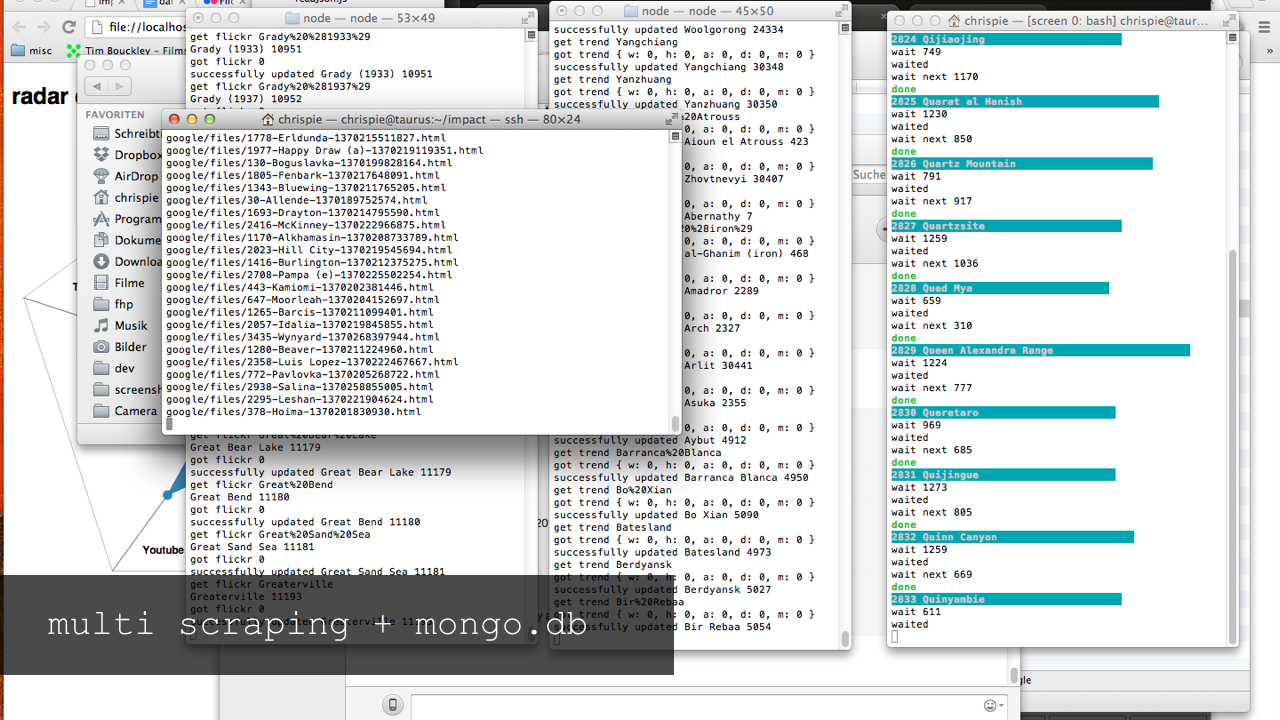 file://localhos
misc
Tim Bouckley - Films
Fli
radar
FAVORITEN
Schreibt
Dropbox
AirDrop
chrispie
Program
Dokume
Downloa
Filme
fhp
Musik
Bilder
dev
screensh
Camera
Youtube
node — node — 53×49
get flickr Grady%20%281933%29
Grady (1933) 10951
got flickr 0
successfully updated Grady (1933) 10951
get flickr Grady%20%281937%29
Grady (1937) 10952
chrispie — chrispie@taurus:~/impact — ssh — 80×24
google/files/1778-Erldunda-1370215511827.html
google/files/1977-Happy Draw (a)-1370219119351.html
google/files/130-Boguslavka-1370199828164.html
google/files/1805-Fenbark-1370217648091.html
google/files/1343-Bluewing-1370211765205.html
google/files/30-Allende-1370189752574.html
google/files/1693-Drayton-1370214795590.html
google/files/2416-McKinney-1370222966875.html
google/files/1170-Alkhamasin-1370208733789.html
google/files/2023-Hill City-1370219545694.html
google/files/1416-Burlington-1370212375275.html
google/files/2708-Pampa (e)-1370225502254.html
google/files/443-Kamiomi-1370202381446.html
google/files/647-Moorleah-1370204152697.html
google/files/1265-Barcis-1370211099401.html
google/files/2057-Idalia-1370219845855.html
google/files/3435-Wynyard-1370268397944.html
google/files/1280-Beaver-1370211224960.html
google/files/2358-Luis Lopez-1370222467667.html
google/files/772-Pavlovka-1370205268722.html
google/files/2938-Salina-1370258855005.html
google/files/2295-Leshan-1370221904624.html
google/files/378-Hoima-1370201830930.html
get flickr Great%20Bear%20Lake
Great Bear Lake 11179
got flickr 0
successfully updated Great Bear Lake 11179
get flickr Great%20Bend
Great Bend 11180
got flickr 0
successfully updated Great Bend 11180
get flickr Great%20Sand%20Sea
Great Sand Sea 11181
got flickr 0
successfully updated Great Sand Sea 11181
get flickr Greaterville
Greaterville 11193
got flickr 0
successfully updated Greaterville
node — node — 45×50
successfully updated Woolgorong 24334
get trend Yangchiang
got trend { w: 0, h: 0, a: 0, d: 0, m: 0 }
successfully updated Yangchiang 30348
get trend Yanzhuang
got trend { w: 0, h: 0, a: 0, d: 0, m: 0 }
successfully updated Yanzhuang 30350
%20Atrouss
0, a: 0, d: 0, m: 0 }
Aioun el Atrouss 423
0, a: 0, d: 0, m: 0 }
Zhovtnevyi 30407
0, a: 0, d: 0, m: 0 }
Abernathy 7
%28iron%29
0, a: 0, d: 0, m: 0 }
al-Ghanim (iron) 468
0, a: 0, d: 0, m: 0 }
Amadror 2289
0, a: 0, d: 0, m: 0 }
Arch 2327
0, a: 0, d: 0, m: 0 }
Arlit 30441
0, a: 0, d: 0, m: 0 }
Asuka 2355
0, a: 0, d: 0, m: 0 }
successfully updated Aybut 4912
get trend Barranca%20Blanca
got trend { w: 0, h: 0, a: 0, d: 0, m: 0 }
successfully updated Barranca Blanca 4950
get trend Bo%20Xian
got trend { w: 0, h: 0, a: 0, d: 0, m: 0 }
successfully updated Bo Xian 5090
get trend Batesland
got trend { w: 0, h: 0, a: 0, d: 0, m: 0 }
successfully updated Batesland 4973
get trend Berdyansk
got trend { w: 0, h: 0, a: 0, d: 0, m: 0 }
successfully updated Berdyansk 5027
get trend Bir%20Rebaa
got trend { w: 0, h: 0, a: 0, d: 0, m: 0 }
successfully updated Bir Rebaa 5054
Suche
chrispie — [screen 0: bash] chrispie@taur...
2824 Qijiaojing
wait 749
waited
wait next 1170
done
2825 Quarat al Hanish
wait 1230
waited
wait next 850
done
2826 Quartz Mountain
wait 791
waited
wait next 917
done
2827 Quartzsite
wait 1259
waited
wait next 1036
done
2828 Qued Mya
wait 659
waited
wait next 310
done
2829 Queen Alexandra Range
wait 1224
waited
wait next 777
done
2830 Queretaro
wait 969
waited
wait next 685
done
2831 Quijingue
wait 1273
waited
wait next 805
done
2832 Quinn Canyon
wait 1259
waited
wait next 669
done
2833 Quinyambie
wait 611
waited
gle
multi scraping + mongo.db